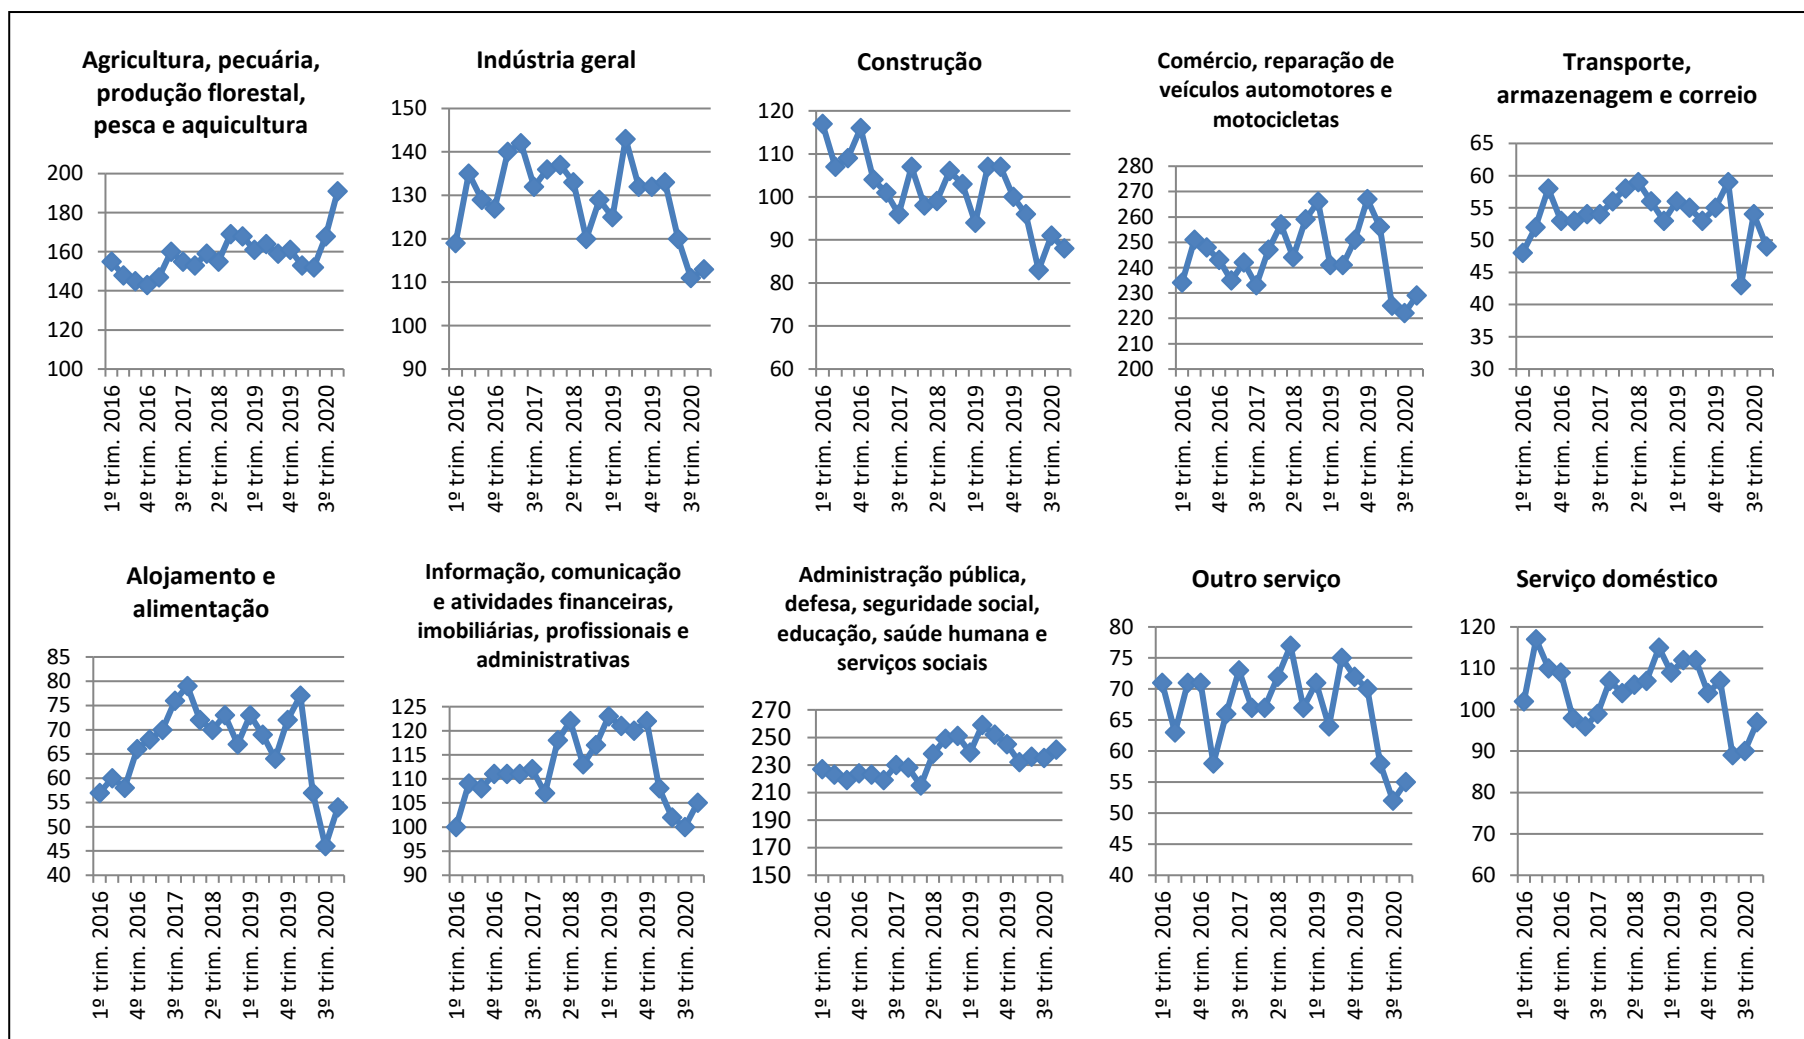 Agricultura, pecuária,
produção florestal,
pesca e aquicultura
200
180
160
140
120
100
1º trim. 2016
4º trim. 2016
3º trim. 2017
2º trim. 2018
1º trim. 2019
4º trim. 2019
3º trim. 2020
Indústria geral
150
140
130
120
110
100
90
1º trim. 2016
4º trim. 2016
3º trim. 2017
2º trim. 2018
1º trim. 2019
4º trim. 2019
3º trim. 2020
Construção
120
110
100
90
80
70
60
1º trim. 2016
4º trim. 2016
3º trim. 2017
2º trim. 2018
1º trim. 2019
4º trim. 2019
3º trim. 2020
Comércio, reparação de
veículos automotores e
motocicletas
280
270
260
250
240
230
220
210
200
1º trim. 2016
4º trim. 2016
3º trim. 2017
2º trim. 2018
1º trim. 2019
4º trim. 2019
3º trim. 2020
Transporte,
armazenagem e correio
65
60
55
50
45
40
35
30
1º trim. 2016
4º trim. 2016
3º trim. 2017
2º trim. 2018
1º trim. 2019
4º trim. 2019
3º trim. 2020
Alojamento e
alimentação
85
80
75
70
65
60
55
50
45
40
1º trim. 2016
4º trim. 2016
3º trim. 2017
2º trim. 2018
1º trim. 2019
4º trim. 2019
3º trim. 2020
Informação, comunicação
e atividades financeiras,
imobiliárias, profissionais e
administrativas
125
120
115
110
105
100
95
90
1º trim. 2016
4º trim. 2016
3º trim. 2017
2º trim. 2018
1º trim. 2019
4º trim. 2019
3º trim. 2020
Administração pública,
defesa, seguridade social,
educação, saúde humana e
serviços sociais
270
250
230
210
190
170
150
1º trim. 2016
4º trim. 2016
3º trim. 2017
2º trim. 2018
1º trim. 2019
4º trim. 2019
3º trim. 2020
Outro serviço
80
75
70
65
60
55
50
45
40
1º trim. 2016
4º trim. 2016
3º trim. 2017
2º trim. 2018
1º trim. 2019
4º trim. 2019
3º trim. 2020
Serviço doméstico
120
110
100
90
80
70
60
1º trim. 2016
4º trim. 2016
3º trim. 2017
2º trim. 2018
1º trim. 2019
4º trim. 2019
3º trim. 2020